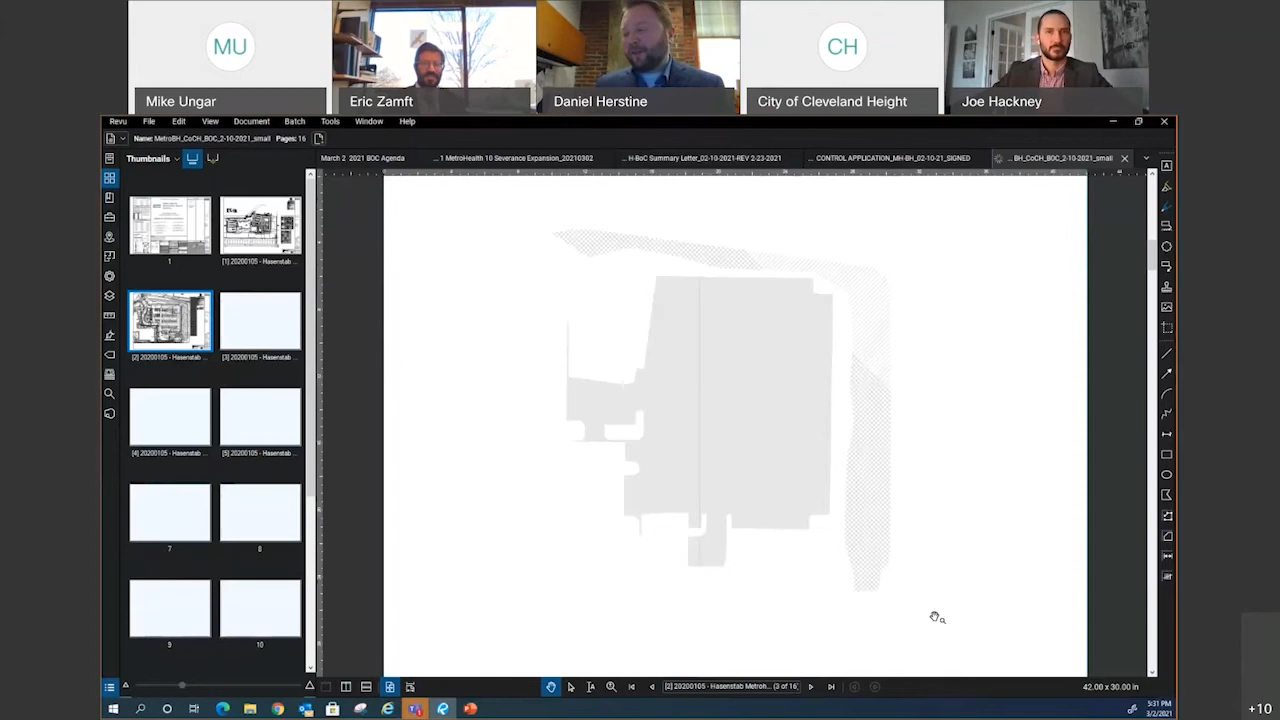 MU
CH
Mike Ungar
Eric Zamft
Daniel Herstine
City of Cleveland Height
Joe Hackney
Revu File Edit View Document Batch Tools Window Help
Name: MetroBH_CoCH_BOC_2-10-2021_small Pages: 16
Thumbnails
March 2 2021 BOC Agenda
... 1 MetroHealth 10 Severance Expansion_20210302
... H-BoC Summary Letter_02-10-2021-REV 2-23-2021
... CONTROL APPLICATION_MH-BH_02-10-21_SIGNED
... BH_CoCH_BOC_2-10-2021_small
1
[1] 20200105 - Hasenstab ...
[2] 20200105 - Hasenstab ...
[3] 20200105 - Hasenstab ...
[4] 20200105 - Hasenstab ...
[5] 20200105 - Hasenstab ...
7
8
9
10
[2] 20200105 - Hasenstab Metroh... (3 of 16)
42.00 x 30.00 in
5:31 PM
3/2/2021
+10